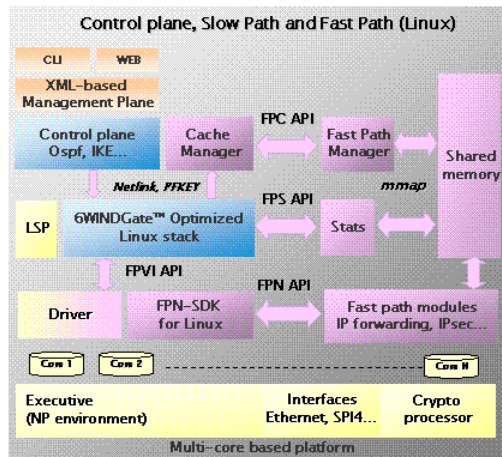 Control plane, Slow Path and Fast Path (Linux)
CLI
WEB
XML-based
Management Plane
Control plane
Ospf, IKE...
Cache
Manager
FPC API
Fast Path
Manager
Shared
memory
Netlink, PFKEY
mmap
LSP
6WINDGate™ Optimized
Linux stack
FPS API
Stats
FPVI API
Driver
FPN-SDK
for Linux
FPN API
Fast path modules
IP forwarding, IPsec...
Com 1
Com 2
Com N
Executive
(NP environment)
Interfaces
Ethernet, SPI4...
Crypto
processor
Multi-core based platform